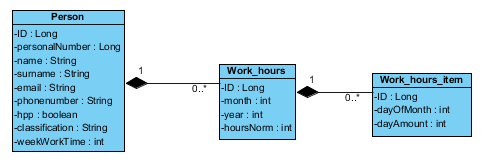 Person
-ID : Long
-personalNumber : Long
-name : String
-surname : String
-email : String
-phonenumber : String
-hpp : boolean
-classification : String
-weekWorkTime : int
1
0..*
Work_hours
-ID : Long
-month : int
-year : int
-hoursNorm : int
1
0..*
Work_hours_item
-ID : Long
-dayOfMonth : int
-dayAmount : int